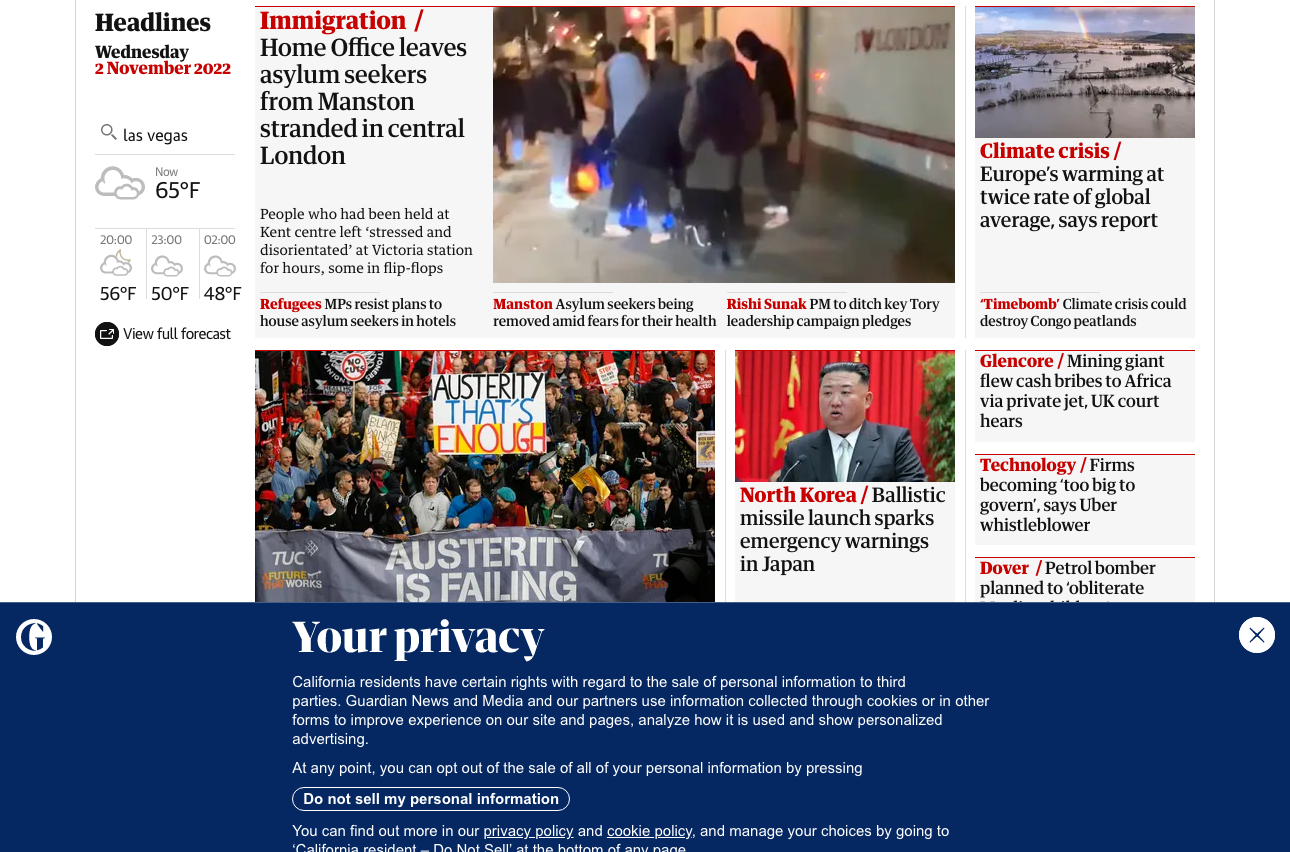 Headlines
Wednesday
2 November 2022
las vegas
Now
65°F
20:00
23:00
02:00
56°F
50°F
48°F
View full forecast
Immigration /
Home Office leaves
asylum seekers
from Manston
stranded in central
London
People who had been held at
Kent centre left ‘stressed and
disorientated’ at Victoria station
for hours, some in flip-flops
LONDON
Refugees MPs resist plans to
house asylum seekers in hotels
Manston Asylum seekers being
removed amid fears for their health
Rishi Sunak PM to ditch key Tory
leadership campaign pledges
Climate crisis /
Europe’s warming at
twice rate of global
average, says report
‘Timebomb’ Climate crisis could
destroy Congo peatlands
NO
CUTS
AUSTERITY
THAT'S
ENOUGH
BLAME
TUC
A FUTURE
THAT WORKS
AUSTERITY
IS FAILING
North Korea / Ballistic
missile launch sparks
emergency warnings
in Japan
Glencore / Mining giant
flew cash bribes to Africa
via private jet, UK court
hears
Technology / Firms
becoming ‘too big to
govern’, says Uber
whistleblower
Dover / Petrol bomber
planned to ‘obliterate
Your privacy
California residents have certain rights with regard to the sale of personal information to third
parties. Guardian News and Media and our partners use information collected through cookies or in other
forms to improve experience on our site and pages, analyze how it is used and show personalized
advertising.
At any point, you can opt out of the sale of all of your personal information by pressing
Do not sell my personal information
You can find out more in our privacy policy and cookie policy, and manage your choices by going to
‘California resident – Do Not Sell’ at the bottom of any page.